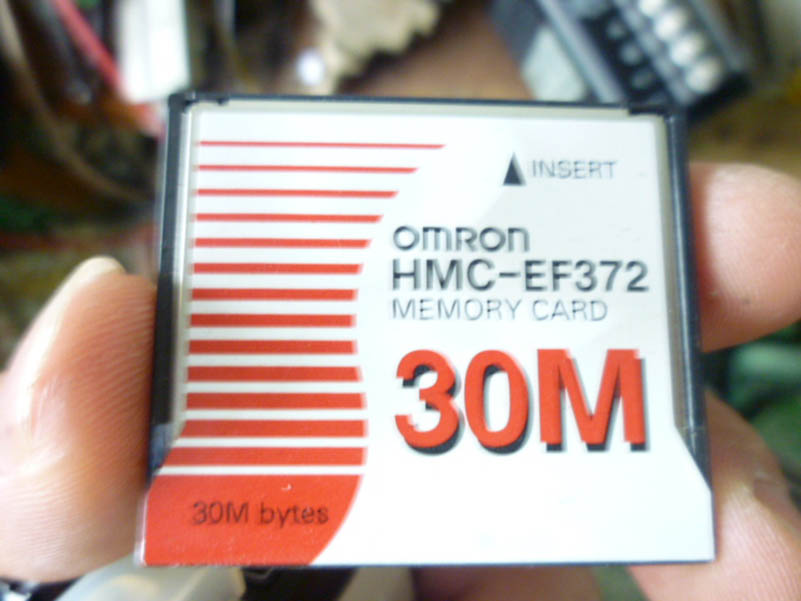 ▲ INSERT
omron
HMC-EF372
MEMORY CARD
30M
30M bytes